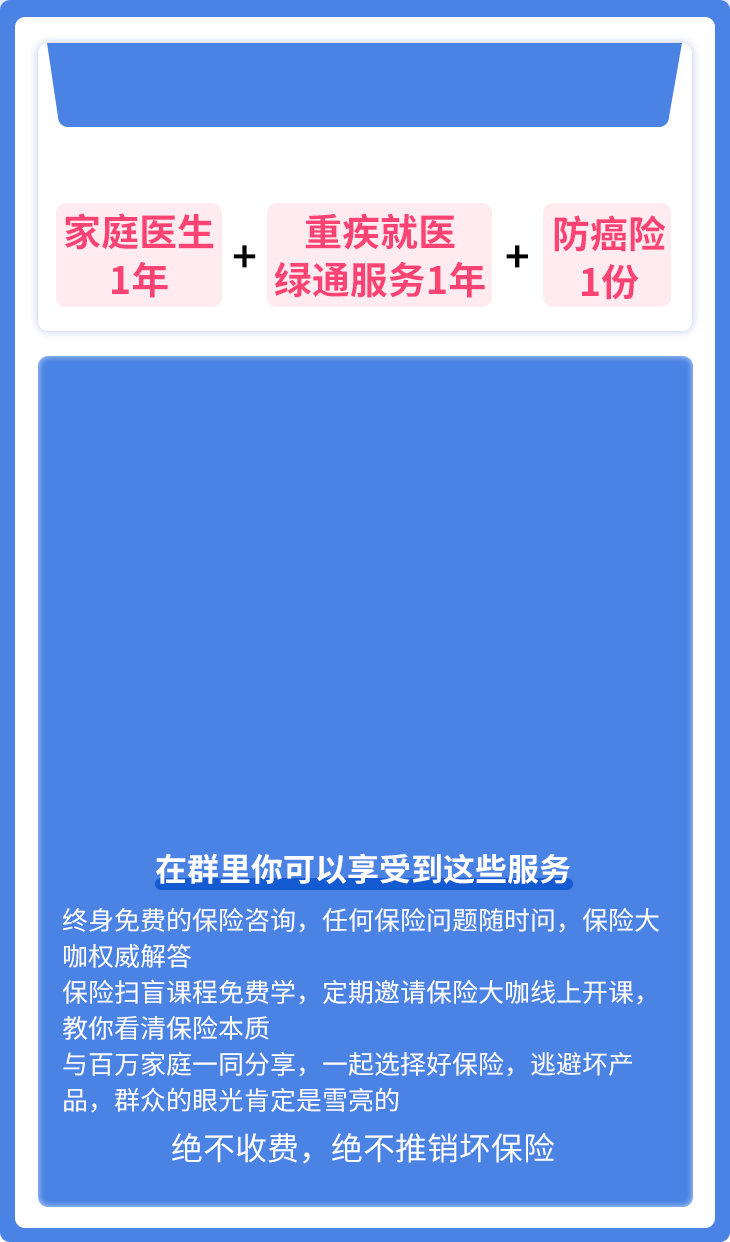 家庭医生
1年
+
重疾就医
绿通服务1年
+
防癌险
1份
在群里你可以享受到这些服务
终身免费的保险咨询，任何保险问题随时问，保险大
咖权威解答
保险扫盲课程免费学，定期邀请保险大咖线上开课，
教你看清保险本质
与百万家庭一同分享，一起选择好保险，逃避坏产
品，群众的眼光肯定是雪亮的
绝不收费，绝不推销坏保险